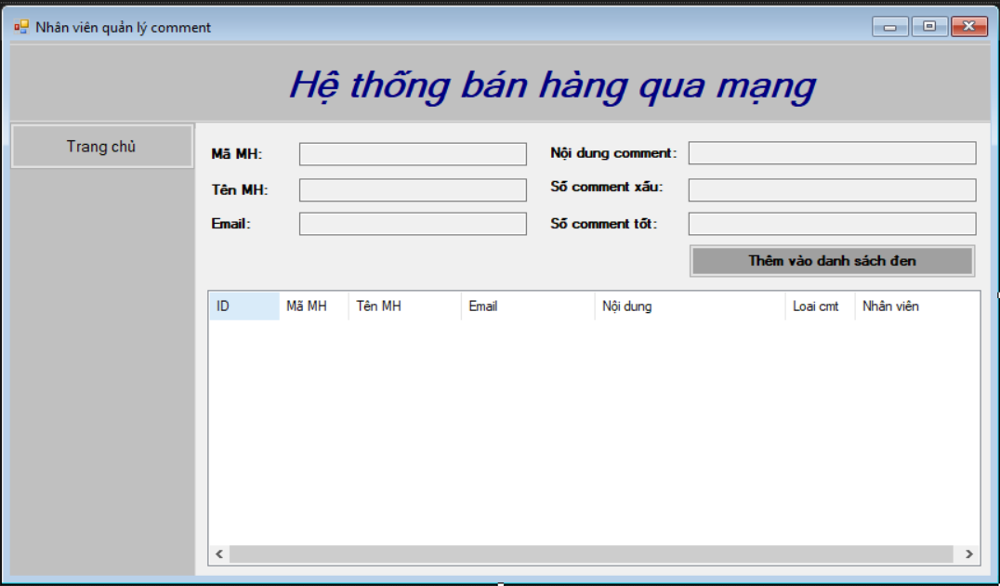 Nhân viên quản lý comment
Hệ thống bán hàng qua mạng
Trang chủ
Mã MH:
Nội dung comment:
Tên MH:
Số comment xấu:
Email:
Số comment tốt:
Thêm vào danh sách đen
ID Mã MH Tên MH Email Nội dung Loai cmt Nhân viên